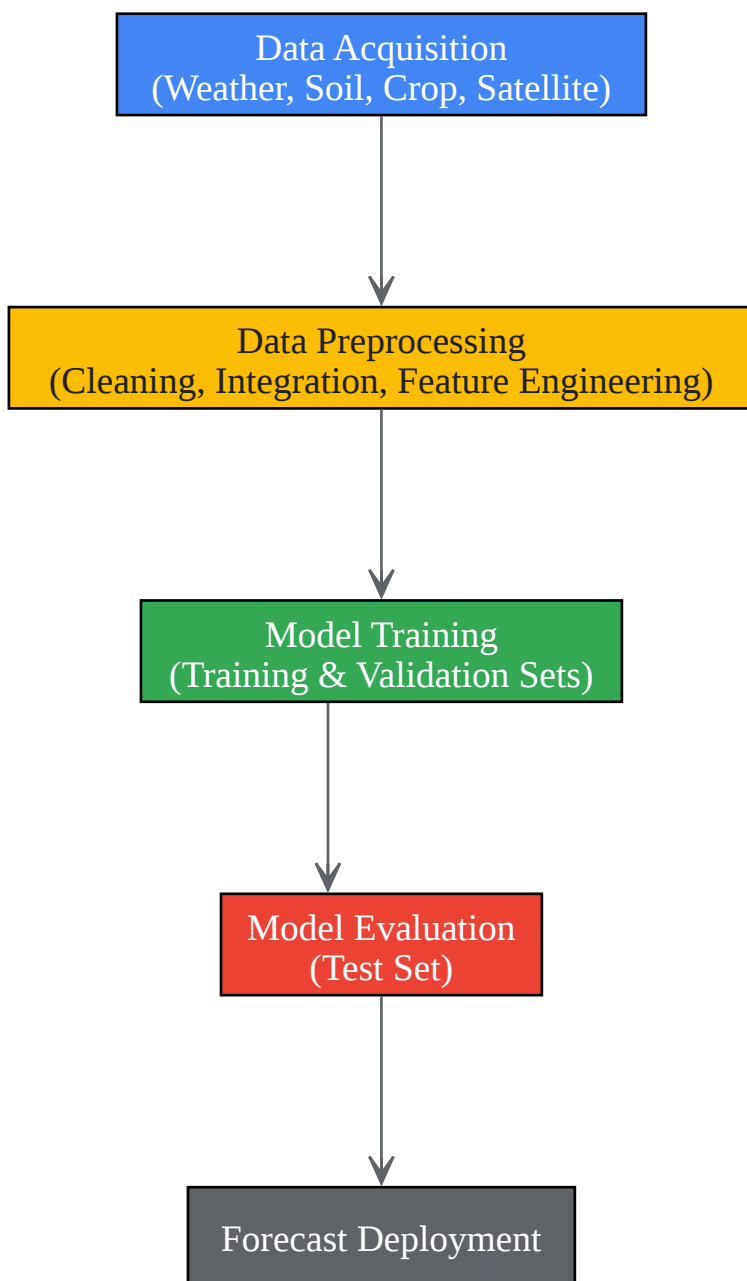 Data Acquisition
(Weather, Soil, Crop, Satellite)
Data Preprocessing
(Cleaning, Integration, Feature Engineering)
Model Training
(Training & Validation Sets)
Model Evaluation
(Test Set)
Forecast Deployment